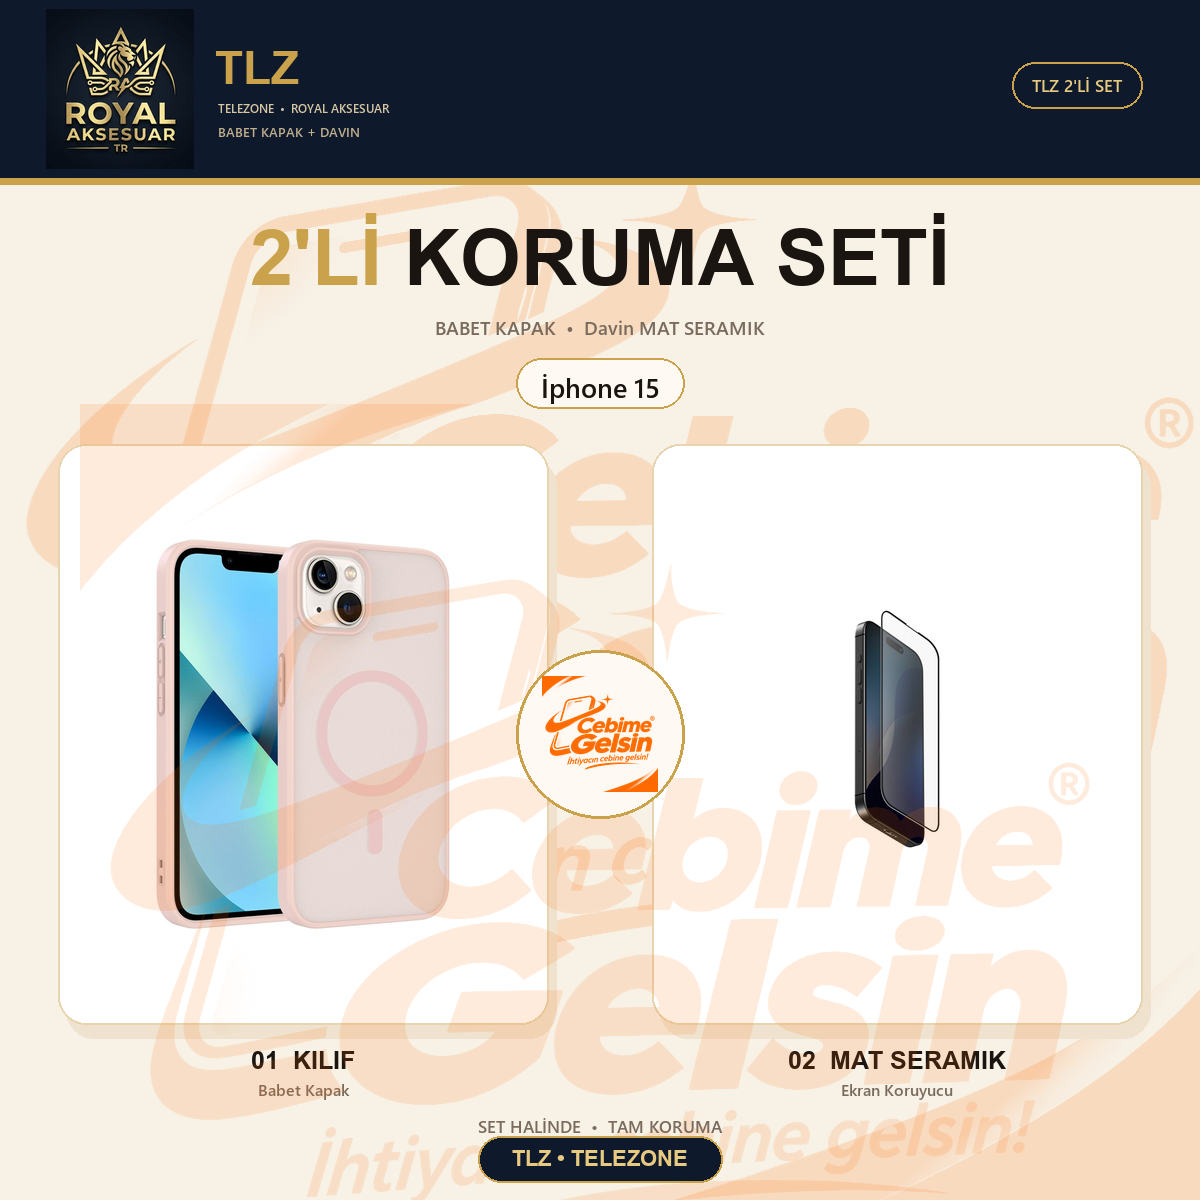 ROYAL
AKSESUAR
TR
TLZ
TELEZONE • ROYAL AKSESUAR
BABET KAPAK + DAVIN
TLZ 2'Lİ SET
2'Lİ KORUMA SETİ
BABET KAPAK • Davin MAT SERAMIK
İphone 15
Cebime®
Gelsin
İhtiyacın cebine gelsin!
Cebime®
Gelsin
01 KILIF
Babet Kapak
02 MAT SERAMIK
Ekran Koruyucu
SET HALİNDE • TAM KORUMA
TLZ • TELEZONE